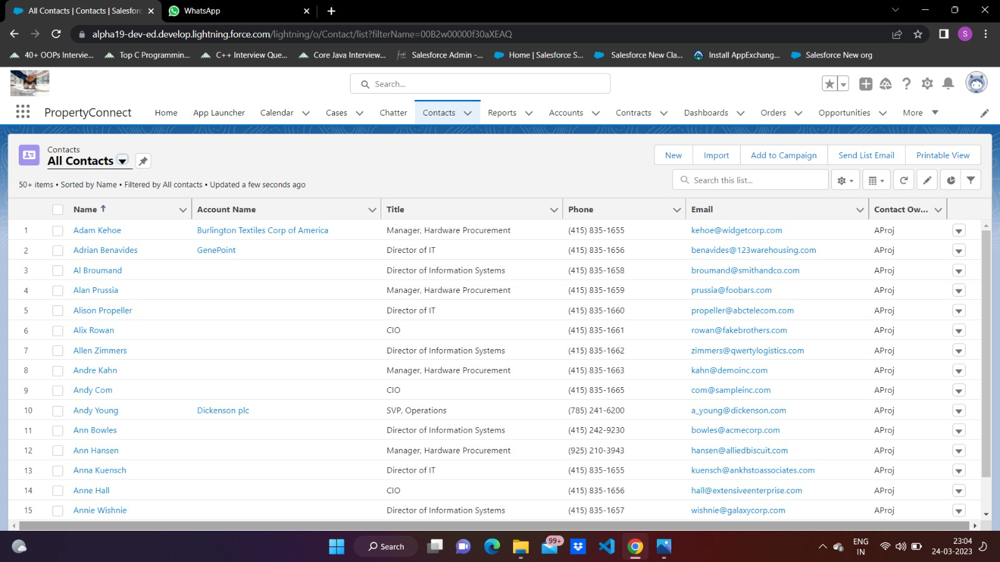 All Contacts | Contacts | Salesforc
WhatsApp
alpha19-dev-ed.develop.lightning.force.com/lightning/o/Contact/list?filterName=00B2w00000f30aXEAQ
S
40+ OOPs Intervie... Top C Programmin... C++ Interview Que... Core Java Interview... Salesforce Admin -... Home | Salesforce S... Salesforce New Cla... Install AppExchang... Salesforce New org
Search...
PropertyConnect Home App Launcher Calendar Cases Chatter Contacts Reports Accounts Contracts Dashboards Orders Opportunities More
Contacts
All Contacts
New Import Add to Campaign Send List Email Printable View
50+ items • Sorted by Name • Filtered by All contacts • Updated a few seconds ago
Search this list...
Name Account Name Title Phone Email Contact Ow...
1 Adam Kehoe Burlington Textiles Corp of America Manager, Hardware Procurement (415) 835-1655 kehoe@widgetcorp.com AProj
2 Adrian Benavides GenePoint Director of IT (415) 835-1656 benavides@123warehousing.com AProj
3 Al Broumand Director of Information Systems (415) 835-1658 broumand@smithandco.com AProj
4 Alan Prussia Manager, Hardware Procurement (415) 835-1659 prussia@foobars.com AProj
5 Alison Propeller Director of IT (415) 835-1660 propeller@abctelecom.com AProj
6 Alix Rowan CIO (415) 835-1661 rowan@fakebrothers.com AProj
7 Allen Zimmers Director of Information Systems (415) 835-1662 zimmers@qwertylogistics.com AProj
8 Andre Kahn Manager, Hardware Procurement (415) 835-1663 kahn@demoinc.com AProj
9 Andy Com CIO (415) 835-1665 com@sampleinc.com AProj
10 Andy Young Dickenson plc SVP, Operations (785) 241-6200 a_young@dickenson.com AProj
11 Ann Bowles Director of Information Systems (415) 242-9230 bowles@acmecorp.com AProj
12 Ann Hansen Manager, Hardware Procurement (925) 210-3943 hansen@alliedbiscuit.com AProj
13 Anna Kuensch Director of IT (415) 835-1655 kuensch@ankhstoassociates.com AProj
14 Anne Hall CIO (415) 835-1656 hall@extensiveenterprise.com AProj
15 Annie Wishnie Director of Information Systems (415) 835-1657 wishnie@galaxycorp.com AProj
Search
99+
ENG
IN
23:04
24-03-2023